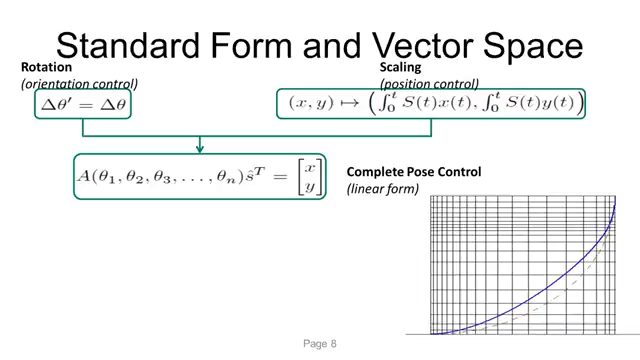 Standard Form and Vector Space
Rotation
(orientation control)
Δθ′ = Δθ
Scaling
(position control)
(x, y) ↦ (∫₀ᵗ S(t)x(t), ∫₀ᵗ S(t)y(t))
A(θ₁, θ₂, θ₃, . . . , θₙ)ŝᵀ = [x y]
Complete Pose Control
(linear form)
Page 8